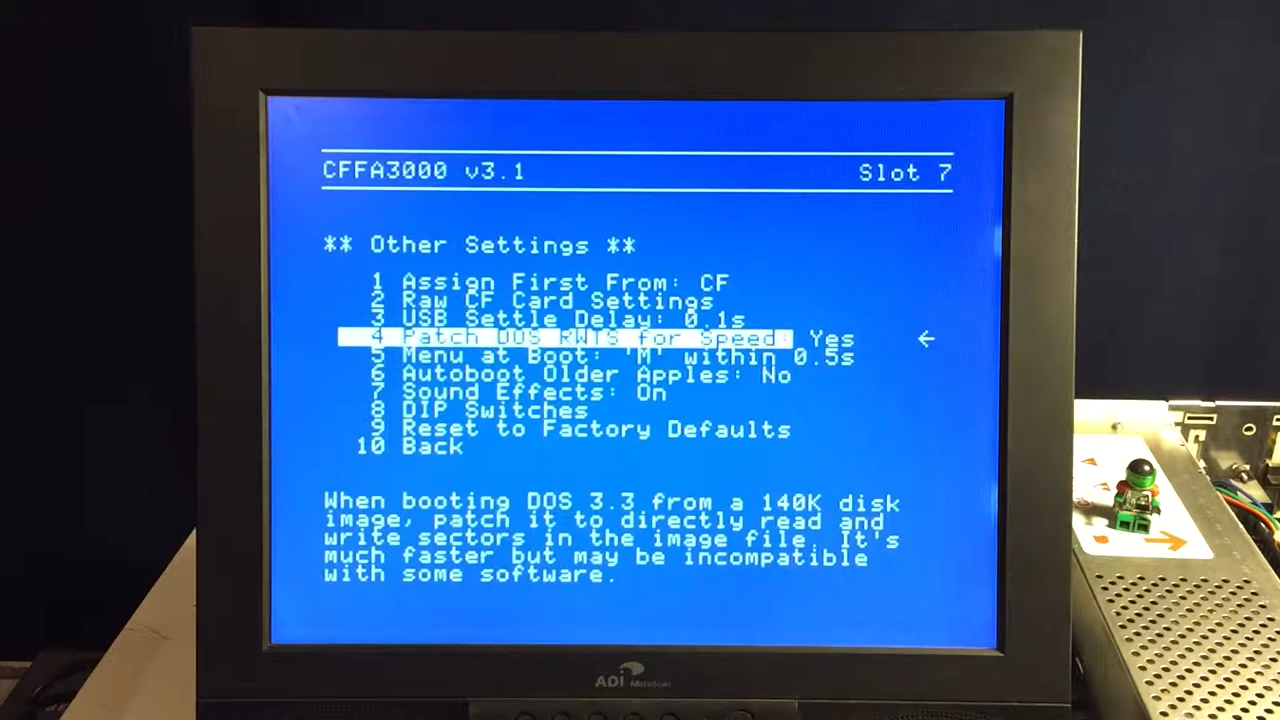 CFFA3000 v3.1 Slot 7
** Other Settings **
1 Assign First From: CF
2 Raw CF Card Settings
3 USB Settle Delay: 0.1s
4 Patch DOS RWTS for Speed: Yes ←
5 Menu at Boot: 'M' within 0.5s
6 Autoboot Older Apples: No
7 Sound Effects: On
8 DIP Switches
9 Reset to Factory Defaults
10 Back
When booting DOS 3.3 from a 140K disk
image, patch it to directly read and
write sectors in the image file. It's
much faster but may be incompatible
with some software.
ADI MicroScan